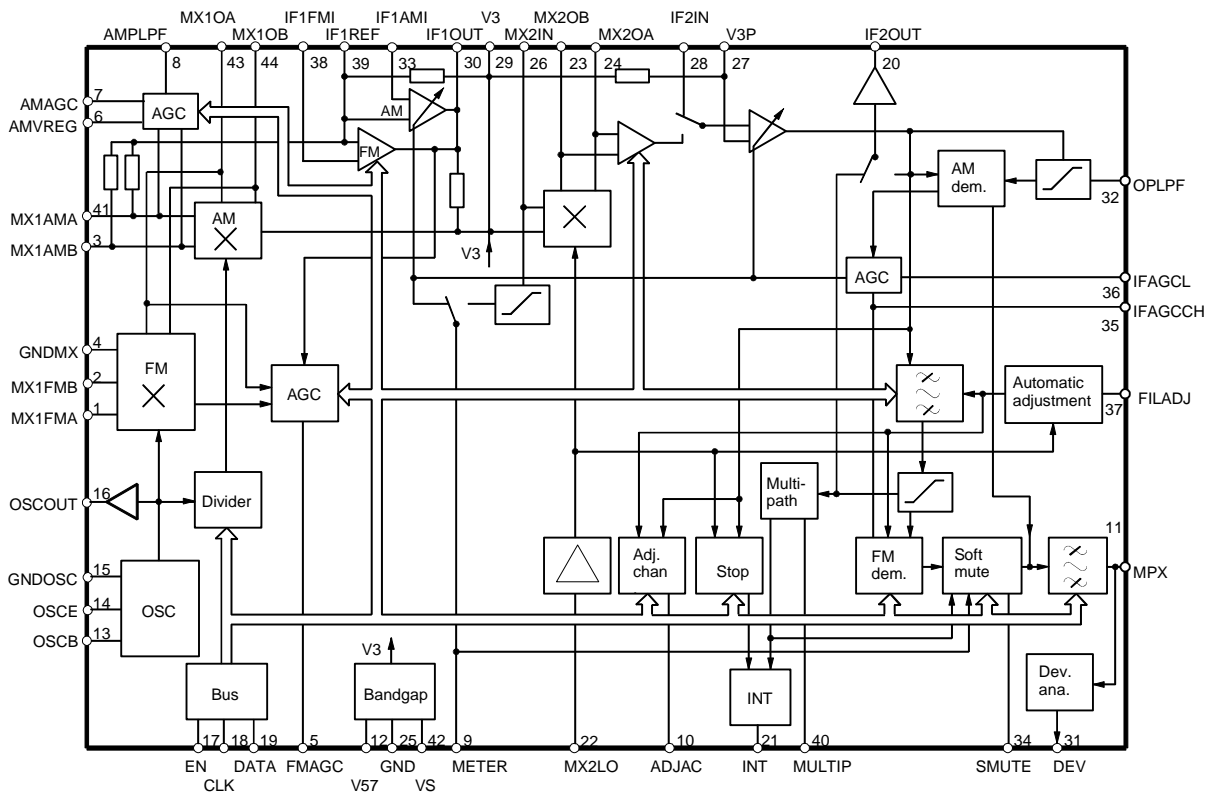 MX1OA IF1FMI IF1AMI V3 MX2OB IF2IN
AMPLPF MX1OB IF1REF IF1OUT MX2IN MX2OA V3P IF2OUT
8 43 44 38 39 33 30 29 26 23 24 28 27 20
AMAGC 7
AMVREG 6
AGC
AM
FM
AM dem.
OPLPF
32
MX1AMA 41
MX1AMB 3
AM
V3
AGC
IFAGCL
36
IFAGCCH
35
GNDMX 4
MX1FMB 2
MX1FMA 1
FM
AGC
Automatic
adjustment
FILADJ
37
OSCOUT 16
Divider
Multi-
path
11
MPX
GNDOSC 15
OSCE 14
OSCB 13
OSC
Adj.
chan
Stop
FM
dem.
Soft
mute
V3
Bus
Bandgap
INT
Dev.
ana.
17 18 19 5 12 25 42 9 22 10 21 40 34 31
EN DATA FMAGC GND METER MX2LO ADJAC INT MULTIP SMUTE DEV
CLK V57 VS